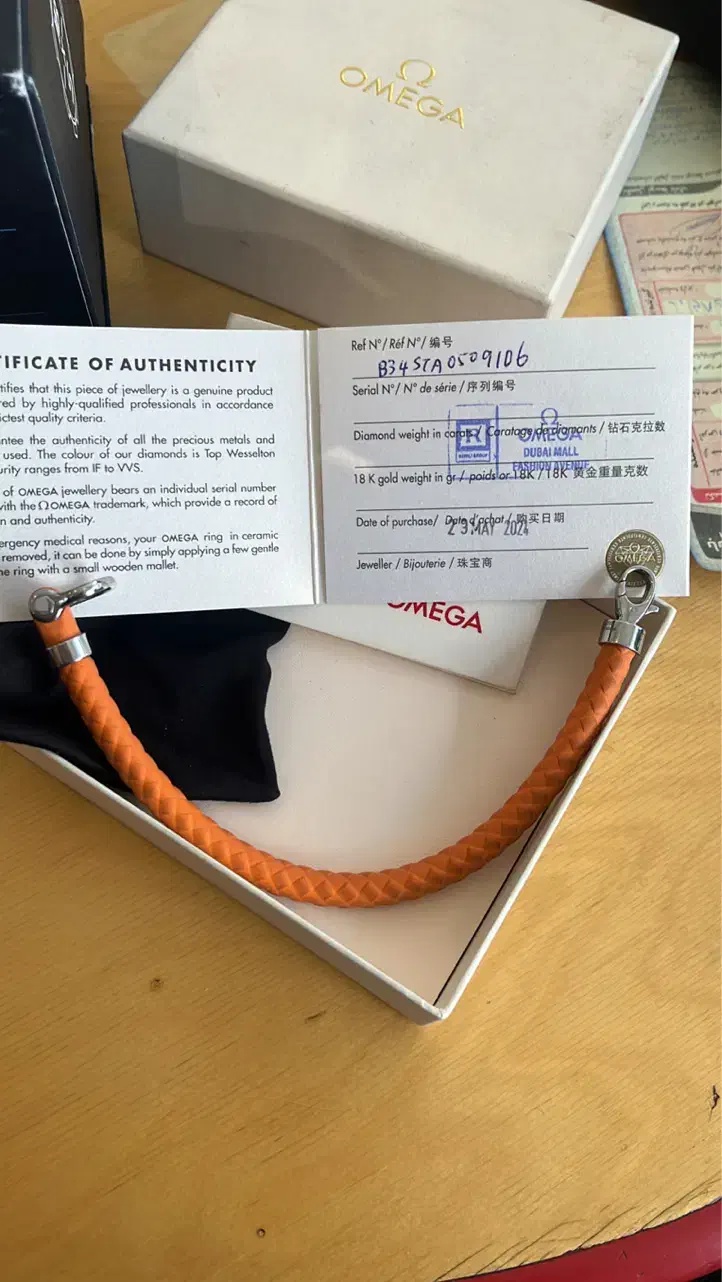 OMEGA
TIFICATE OF AUTHENTICITY
tifies that this piece of jewellery is a genuine product
red by highly-qualified professionals in accordance
ictest quality criteria.
ntee the authenticity of all the precious metals and
used. The colour of our diamonds is Top Wesselton
urity ranges from IF to VVS.
of OMEGA jewellery bears an individual serial number
with the Ω OMEGA trademark, which provide a record of
n and authenticity.
ergency medical reasons, your OMEGA ring in ceramic
removed, it can be done by simply applying a few gentle
he ring with a small wooden mallet.
Ref N°/ Réf N°/ 编号
B34STA0509106
Serial N°/ N° de série / 序列编号
Diamond weight in carats / Caratage de diamants / 钻石克拉数
OMEGA
DUBAI MALL
FASHION AVENUE
18 K gold weight in gr / poids or 18K / 18K 黄金重量克数
Date of purchase/ Date d'achat / 购买日期
23 MAY 2024
Jeweller / Bijouterie / 珠宝商
OMEGA
OMEGA